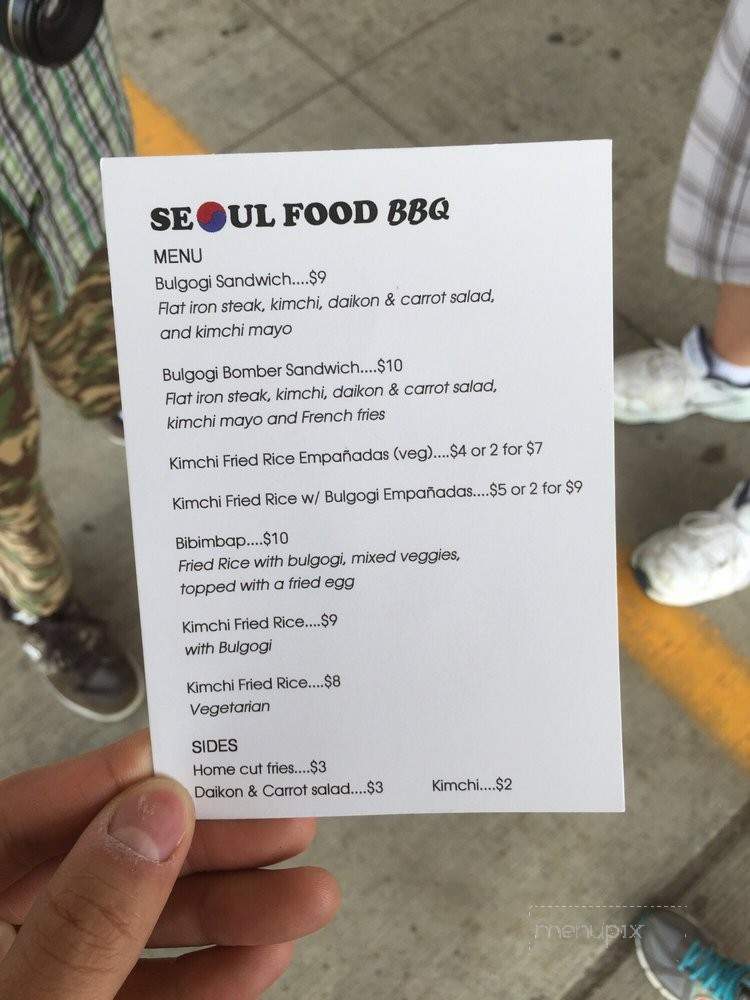 SEOUL FOOD BBQ
MENU
Bulgogi Sandwich....$9
Flat iron steak, kimchi, daikon & carrot salad,
and kimchi mayo
Bulgogi Bomber Sandwich....$10
Flat iron steak, kimchi, daikon & carrot salad,
kimchi mayo and French fries
Kimchi Fried Rice Empañadas (veg)....$4 or 2 for $7
Kimchi Fried Rice w/ Bulgogi Empañadas....$5 or 2 for $9
Bibimbap....$10
Fried Rice with bulgogi, mixed veggies,
topped with a fried egg
Kimchi Fried Rice....$9
with Bulgogi
Kimchi Fried Rice....$8
Vegetarian
SIDES
Home cut fries....$3
Daikon & Carrot salad....$3 Kimchi....$2
menupix